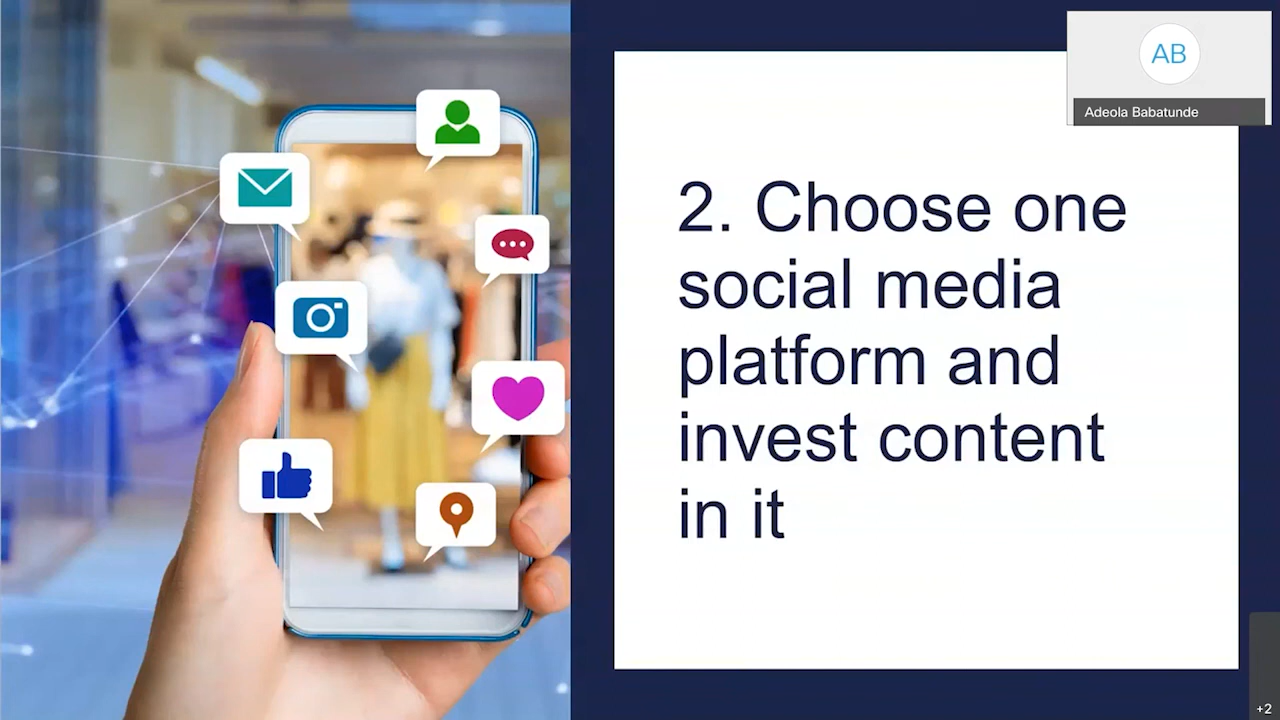 AB
Adeola Babatunde
2. Choose one
social media
platform and
invest content
in it
+2